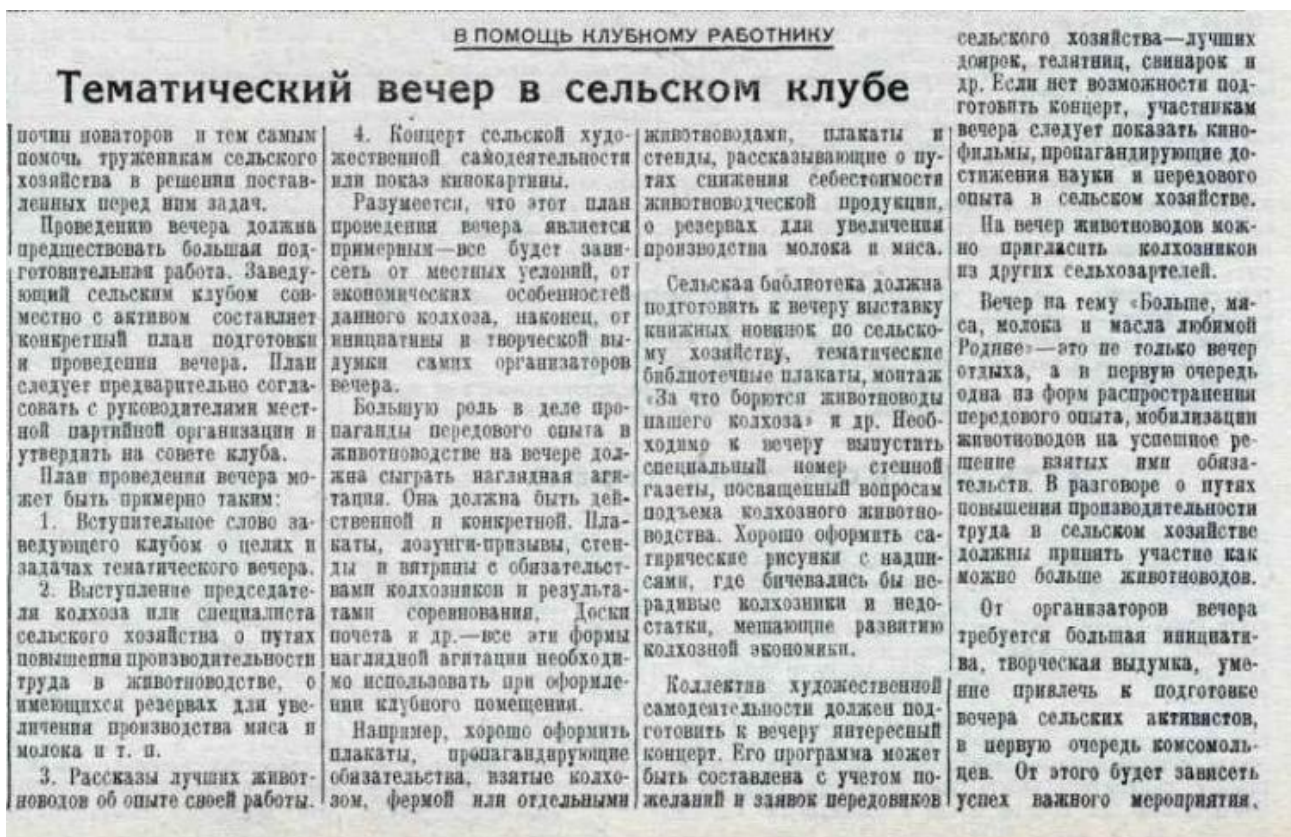 В ПОМОЩЬ КЛУБНОМУ РАБОТНИКУ
Тематический вечер в сельском клубе
почин новаторов и тем самым
помочь труженикам сельского
хозяйства в решении постав-
ленных перед ним задач.
Проведению вечера должна
предшествовать большая под-
готовительная работа. Заведу-
ющий сельским клубом сов-
местно с активом составляет
конкретный план подготовки
и проведения вечера. План
следует предварительно согла-
совать с руководителями мест-
ной партийной организации и
утвердить на совете клуба.
План проведения вечера мо-
жет быть примерно таким:
1. Вступительное слово за-
ведующего клубом о целях и
задачах тематического вечера.
2. Выступление председате-
ля колхоза или специалиста
сельского хозяйства о путях
повышения производительности
труда в животноводстве, о
имеющихся резервах для уве-
личения производства мяса и
молока и т. п.
3. Рассказы лучших живот-
новодов об опыте своей работы.
4. Концерт сельской худо-
жественной самодеятельности
или показ кинокартины.
Разумеется, что этот план
проведения вечера является
примерным—все будет зави-
сеть от местных условий, от
экономических особенностей
данного колхоза, наконец, от
инициативы и творческой вы-
думки самих организаторов
вечера.
Большую роль в деле про-
паганды передового опыта в
животноводстве на вечере дол-
жна сыграть наглядная аги-
тация. Она должна быть дей-
ственной и конкретной. Пла-
каты, лозунги-призывы, стен-
ды и витрины с обязательст-
вами колхозников и результа-
тами соревнования, Доски
почета и др.—все эти формы
наглядной агитации необходи-
мо использовать при оформле-
нии клубного помещения.
Например, хорошо оформить
плакаты, пропагандирующие
обязательства, взятые колхо-
зом, фермой или отдельными
животноводами, плакаты и
стенды, рассказывающие о пу-
тях снижения себестоимости
животноводческой продукции,
о резервах для увеличения
производства молока и мяса.
Сельская библиотека должна
подготовить к вечеру выставку
книжных новинок по сельско-
му хозяйству, тематические
библиотечные плакаты, монтаж
«За что борются животноводы
нашего колхоза» и др. Необ-
ходимо к вечеру выпустить
специальный номер стенной
газеты, посвященный вопросам
подъема колхозного животно-
водства. Хорошо оформить са-
тирические рисунки с надпи-
сями, где бичевались бы не-
радивые колхозники и недо-
статки, мешающие развитию
колхозной экономики.
Коллектив художественной
самодеятельности должен под-
готовить к вечеру интересный
концерт. Его программа может
быть составлена с учетом по-
желаний и заявок передовиков
сельского хозяйства—лучших
доярок, телятниц, свинарок и
др. Если нет возможности под-
готовить концерт, участникам
вечера следует показать кино-
фильмы, пропагандирующие до-
стижения науки и передового
опыта в сельском хозяйстве.
На вечер животноводов мож-
но пригласить колхозников
из других сельхозартелей.
Вечер на тему «Больше, мя-
са, молока и масла любимой
Родине»—это не только вечер
отдыха, а в первую очередь
одна из форм распространения
передового опыта, мобилизации
животноводов на успешное ре-
шение взятых ими обяза-
тельств. В разговоре о путях
повышения производительности
труда в сельском хозяйстве
должны принять участие как
можно больше животноводов.
От организаторов вечера
требуется большая инициати-
ва, творческая выдумка, уме-
ние привлечь к подготовке
вечера сельских активистов,
в первую очередь комсомоль-
цев. От этого будет зависеть
успех важного мероприятия.